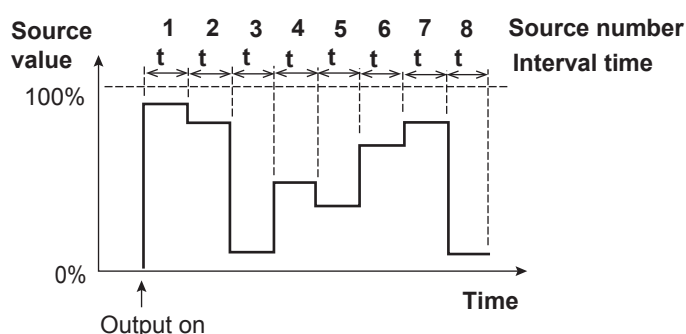 Source value
1 2 3 4 5 6 7 8 Source number
t t t t t t t t Interval time
100%
0%
Time
Output on